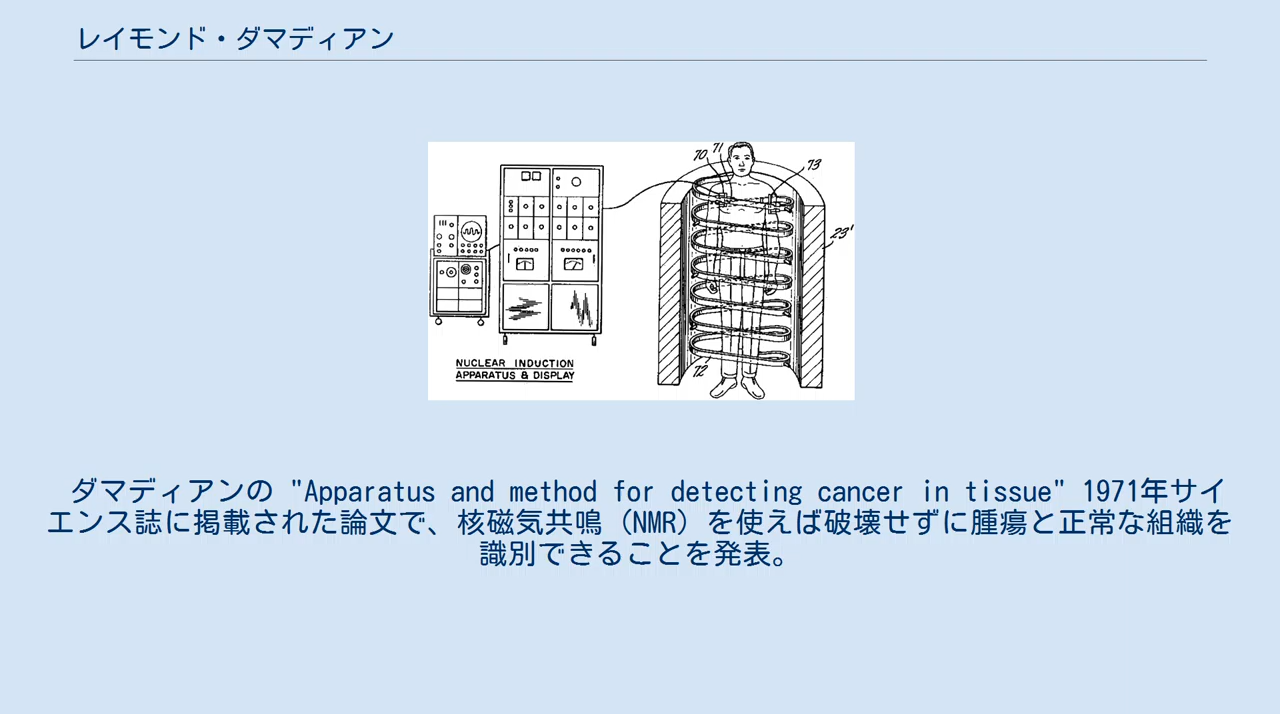 レイモンド・ダマディアン
70 71 73
23'
72
NUCLEAR INDUCTION
APPARATUS & DISPLAY
ダマディアンの "Apparatus and method for detecting cancer in tissue" 1971年サイ
エンス誌に掲載された論文で、核磁気共鳴（NMR）を使えば破壊せずに腫瘍と正常な組織を
識別できることを発表。